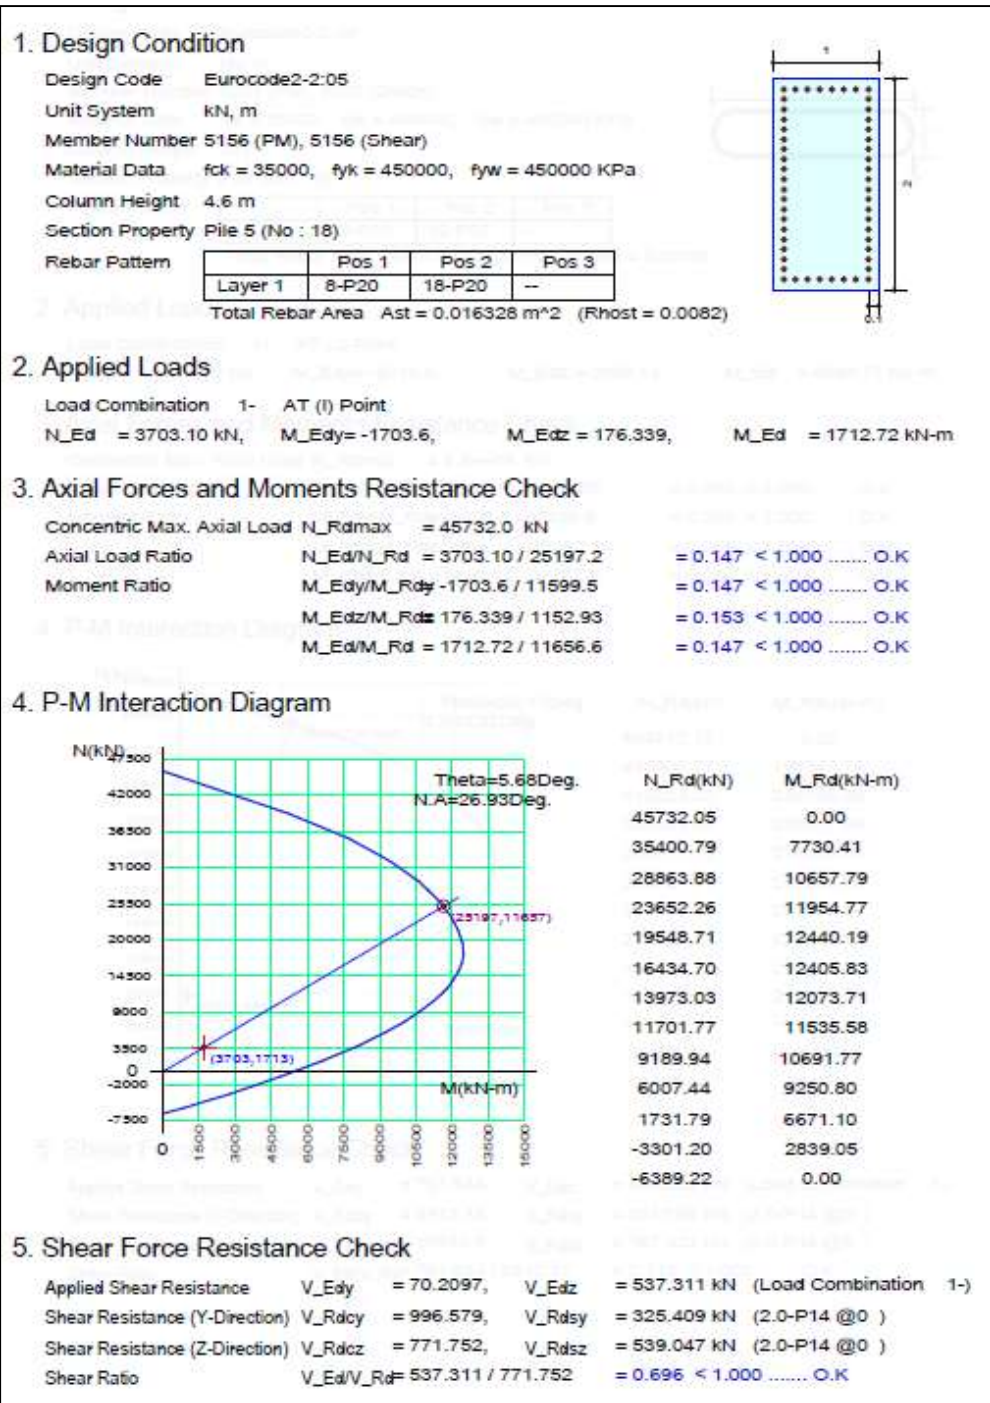 1. Design Condition
Design Code Eurocode2-2:05
Unit System kN, m
Member Number 5156 (PM), 5156 (Shear)
Material Data fck = 35000, fyk = 450000, fyw = 450000 KPa
Column Height 4.6 m
Section Property Pile 5 (No : 18)
Rebar Pattern Pos 1 Pos 2 Pos 3
Layer 1 8-P20 18-P20 --
Total Rebar Area Ast = 0.016328 m^2 (Rhost = 0.0082)
1
2
0.1
2. Applied Loads
Load Combination 1- AT (I) Point
N_Ed = 3703.10 kN, M_Edy= -1703.6, M_Edz = 176.339, M_Ed = 1712.72 kN-m
3. Axial Forces and Moments Resistance Check
Concentric Max. Axial Load N_Rdmax = 45732.0 kN
Axial Load Ratio N_Ed/N_Rd = 3703.10 / 25197.2 = 0.147 < 1.000 ....... O.K
Moment Ratio M_Edy/M_Rdy= -1703.6 / 11599.5 = 0.147 < 1.000 ....... O.K
M_Edz/M_Rdz= 176.339 / 1152.93 = 0.153 < 1.000 ....... O.K
M_Ed/M_Rd = 1712.72 / 11656.6 = 0.147 < 1.000 ....... O.K
4. P-M Interaction Diagram
N(kN)
47500
42000
36500
31000
25500
20000
14500
9000
3500
0
-2000
-7500
Theta=5.68Deg.
N.A=26.93Deg.
(25197,11657)
(3703,1713)
M(kN-m)
0 1500 3000 4500 6000 7500 9000 10500 12000 13500 15000
N_Rd(kN) M_Rd(kN-m)
45732.05 0.00
35400.79 7730.41
28863.88 10657.79
23652.26 11954.77
19548.71 12440.19
16434.70 12405.83
13973.03 12073.71
11701.77 11535.58
9189.94 10691.77
6007.44 9250.80
1731.79 6671.10
-3301.20 2839.05
-6389.22 0.00
5. Shear Force Resistance Check
Applied Shear Resistance V_Edy = 70.2097, V_Edz = 537.311 kN (Load Combination 1-)
Shear Resistance (Y-Direction) V_Rdcy = 996.579, V_Rdsy = 325.409 kN (2.0-P14 @0 )
Shear Resistance (Z-Direction) V_Rdcz = 771.752, V_Rdsz = 539.047 kN (2.0-P14 @0 )
Shear Ratio V_Ed/V_Rd= 537.311 / 771.752 = 0.696 < 1.000 ....... O.K